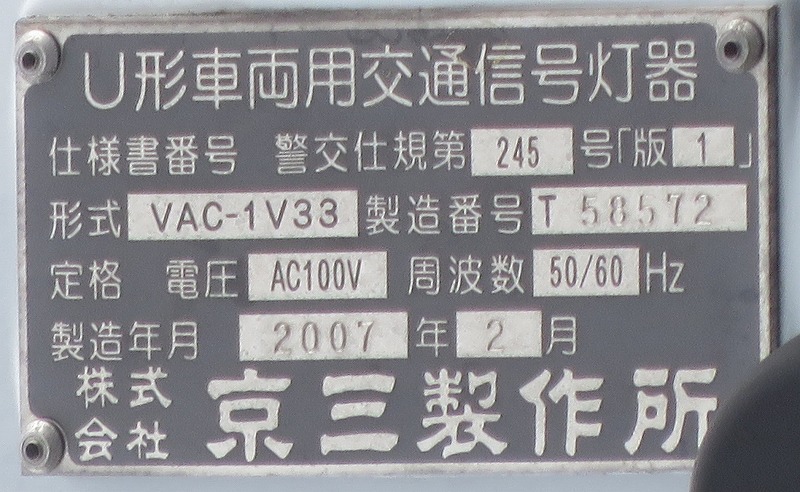 U形車両用交通信号灯器
仕様書番号 警交仕規第 245 号「版 1 」
形式 VAC-1V33 製造番号 T 58572
定格 電圧 AC100V 周波数 50/60 Hz
製造年月 2007 年 2 月
株式会社 京三製作所